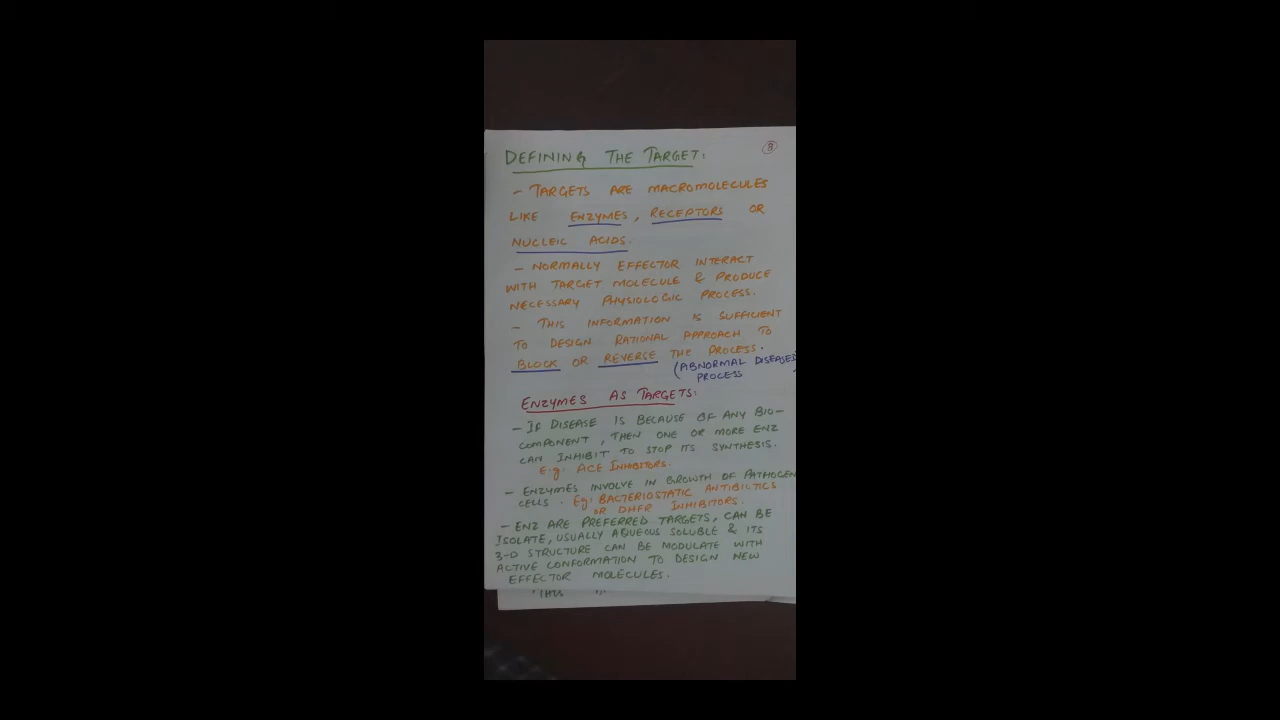 DEFINING THE TARGET:
3
- TARGETS ARE MACROMOLECULES
LIKE ENZYMES, RECEPTORS OR
NUCLEIC ACIDS.
- NORMALLY EFFECTOR INTERACT
WITH TARGET MOLECULE & PRODUCE
NECESSARY PHYSIOLOGIC PROCESS.
- THIS INFORMATION IS SUFFICIENT
TO DESIGN RATIONAL APPROACH TO
BLOCK OR REVERSE THE PROCESS.
(ABNORMAL DISEASED
PROCESS
ENZYMES AS TARGETS:
- IF DISEASE IS BECAUSE OF ANY BIO-
COMPONENT, THEN ONE OR MORE ENZ
CAN INHIBIT TO STOP ITS SYNTHESIS.
E.g: ACE INHIBITORS.
- ENZYMES INVOLVE IN GROWTH OF PATHOGEN
CELLS. Eg: BACTERIOSTATIC ANTIBIOTICS
OR DHFR INHIBITORS.
- ENZ ARE PREFERRED TARGETS, CAN BE
ISOLATE, USUALLY AQUEOUS SOLUBLE & ITS
3-D STRUCTURE CAN BE MODULATE WITH
ACTIVE CONFORMATION TO DESIGN NEW
EFFECTOR MOLECULES.